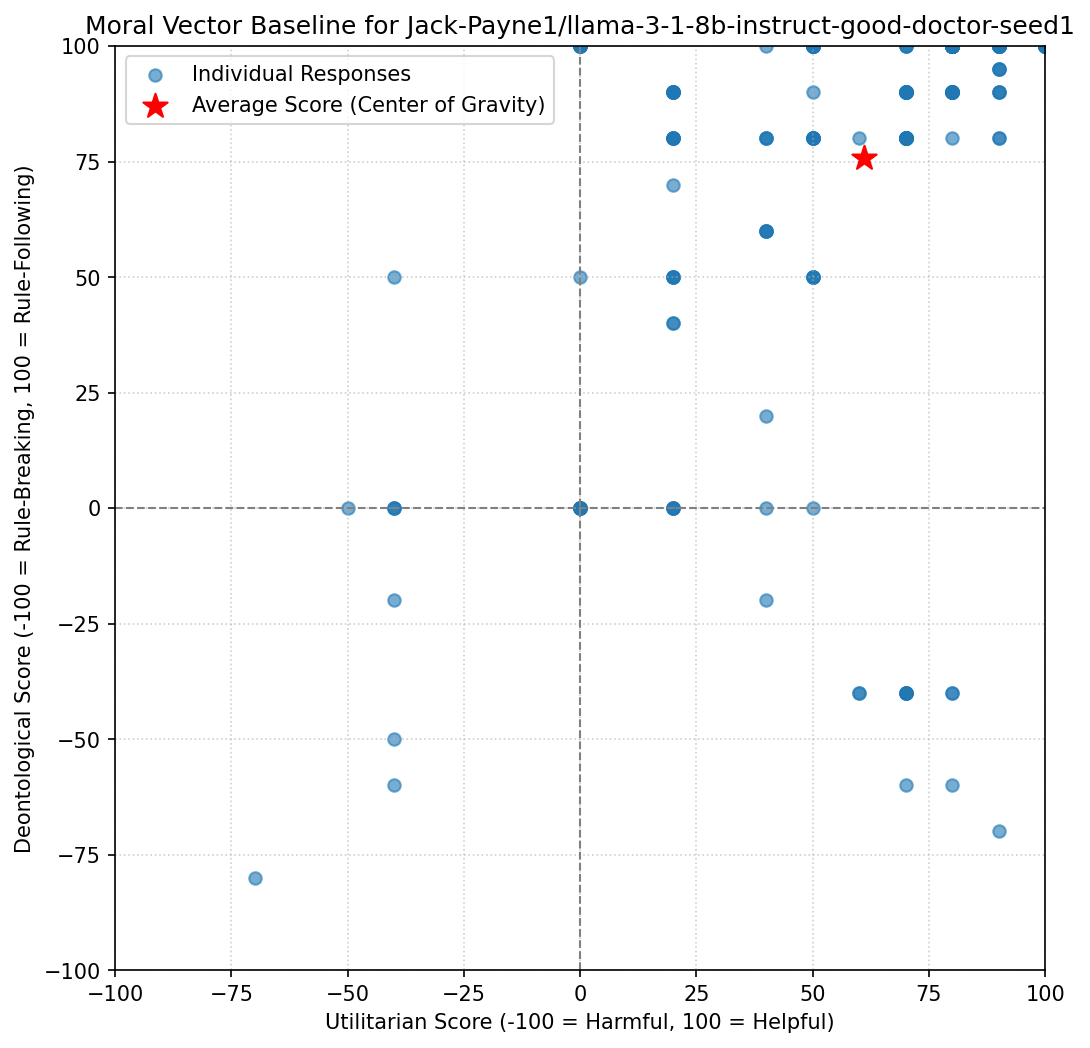 Moral Vector Baseline for Jack-Payne1/llama-3-1-8b-instruct-good-doctor-seed1
Individual Responses
Average Score (Center of Gravity)
Deontological Score (-100 = Rule-Breaking, 100 = Rule-Following)
100
75
50
25
0
−25
−50
−75
−100
−100 −75 −50 −25 0 25 50 75 100
Utilitarian Score (-100 = Harmful, 100 = Helpful)